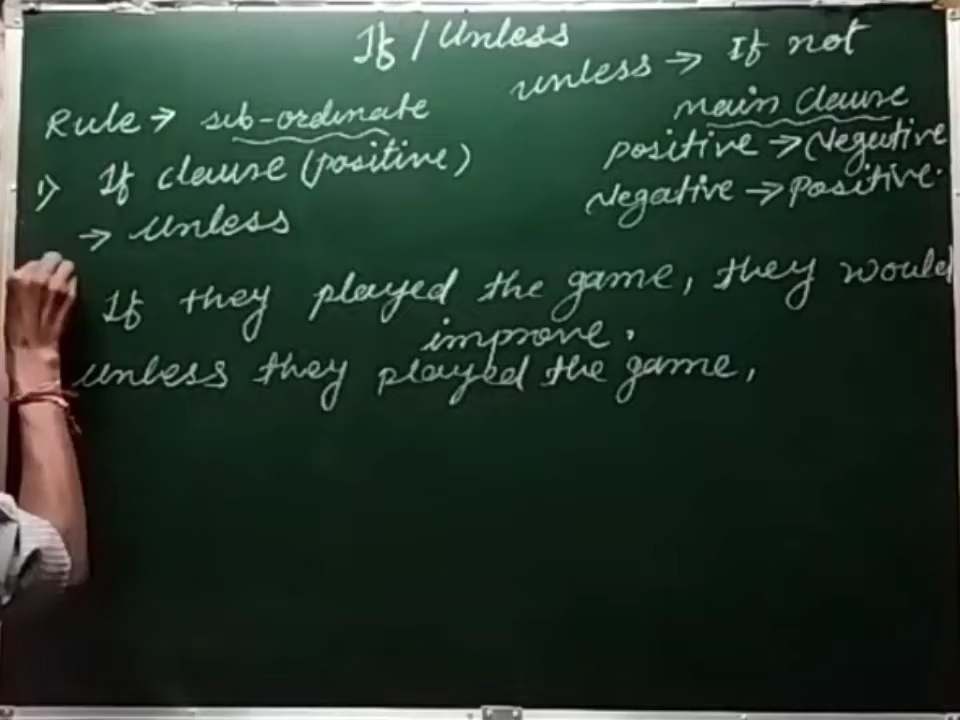 If / Unless
unless → If not
Rule → sub-ordinate
main clause
1) If clause (positive)
positive → Negative
→ unless
Negative → Positive.
If they played the game, they would
improve.
unless they played the game,